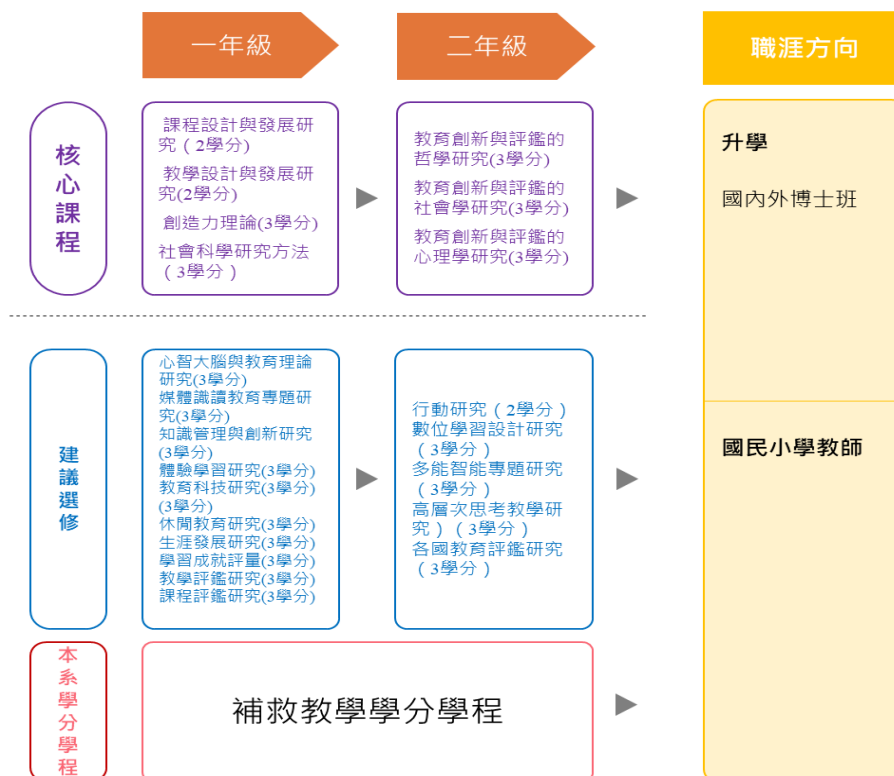 一年級
二年級
職涯方向
核心課程
課程設計與發展研
究（2學分)
教學設計與發展研
究(2學分)
創造力理論(3學分)
社會科學研究方法
（3學分）
教育創新與評鑑的
哲學研究(3學分)
教育創新與評鑑的
社會學研究(3學分)
教育創新與評鑑的
心理學研究(3學分)
升學
國內外博士班
建議選修
心智大腦與教育理論
研究(3學分)
媒體識讀教育專題研
究(3學分)
知識管理與創新研究
(3學分)
體驗學習研究(3學分)
教育科技研究(3學分)
(3學分)
休閒教育研究(3學分)
生涯發展研究(3學分)
學習成就評量(3學分)
教學評鑑研究(3學分)
課程評鑑研究(3學分)
行動研究（2學分）
數位學習設計研究
（3學分）
多能智能專題研究
（3學分）
高層次思考教學研
究）（3學分）
各國教育評鑑研究
（3學分）
國民小學教師
本系學分學程
補救教學學分學程